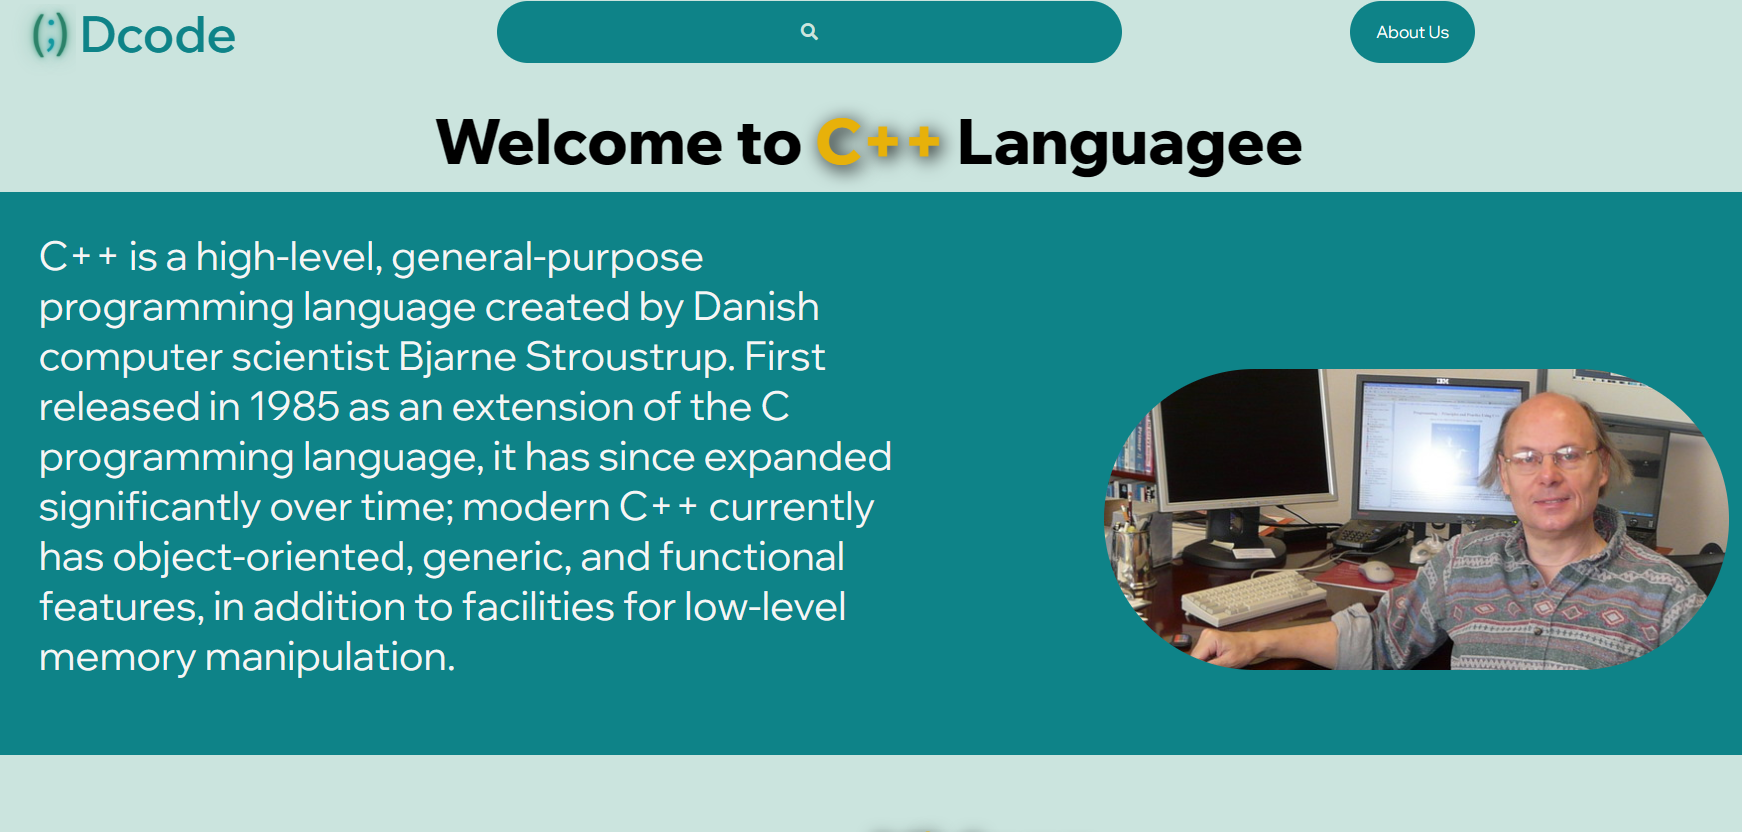 (;) Dcode
About Us
Welcome to C++ Languagee
C++ is a high-level, general-purpose
programming language created by Danish
computer scientist Bjarne Stroustrup. First
released in 1985 as an extension of the C
programming language, it has since expanded
significantly over time; modern C++ currently
has object-oriented, generic, and functional
features, in addition to facilities for low-level
memory manipulation.
IBM